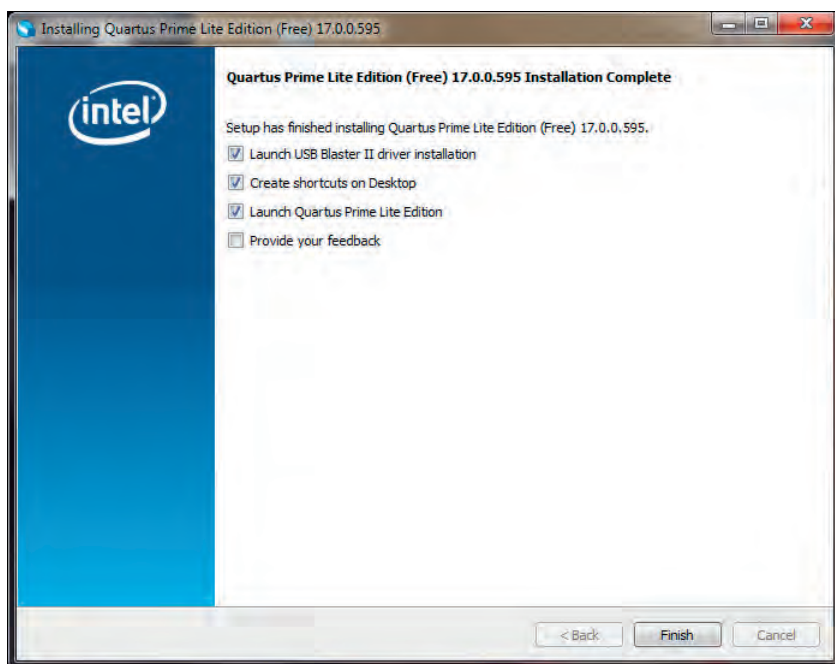 Installing Quartus Prime Lite Edition (Free) 17.0.0.595
intel
Quartus Prime Lite Edition (Free) 17.0.0.595 Installation Complete
Setup has finished installing Quartus Prime Lite Edition (Free) 17.0.0.595.
Launch USB Blaster II driver installation
Create shortcuts on Desktop
Launch Quartus Prime Lite Edition
Provide your feedback
< Back Finish Cancel